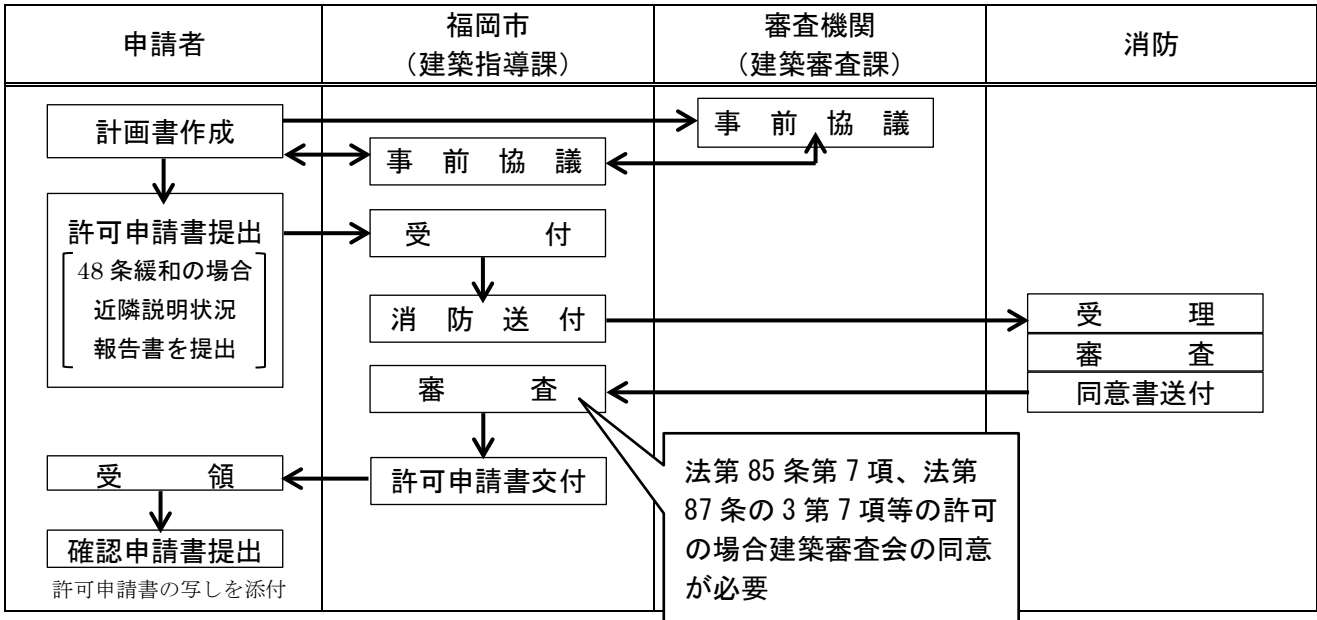 申請者
福岡市
（建築指導課）
審査機関
（建築審査課）
消防
計画書作成
事前協議
事前協議
許可申請書提出
48条緩和の場合
近隣説明状況
報告書を提出
受付
消防送付
受理
審査
同意書送付
審査
法第85条第7項、法第
87条の3第7項等の許可
の場合建築審査会の同意
が必要
許可申請書交付
受領
確認申請書提出
許可申請書の写しを添付